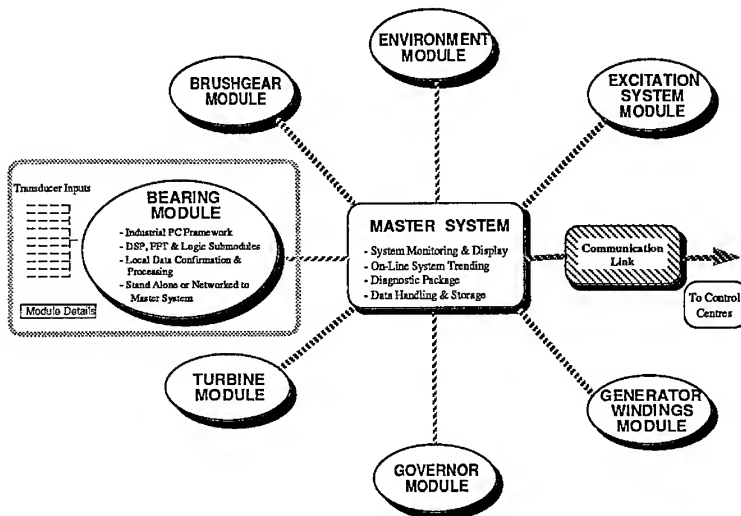 ENVIRONMENT
MODULE
BRUSHGEAR
MODULE
EXCITATION
SYSTEM
MODULE
Transducer Inputs
BEARING
MODULE
- Industrial PC Framework
- DSP, FFT & Logic Submodules
- Local Data Confirmation &
Processing
- Stand Alone or Networked to
Master System
Module Details
MASTER SYSTEM
- System Monitoring & Display
- On-Line System Trending
- Diagnostic Package
- Data Handling & Storage
Communication
Link
To Control
Centres
TURBINE
MODULE
GOVERNOR
MODULE
GENERATOR
WINDINGS
MODULE